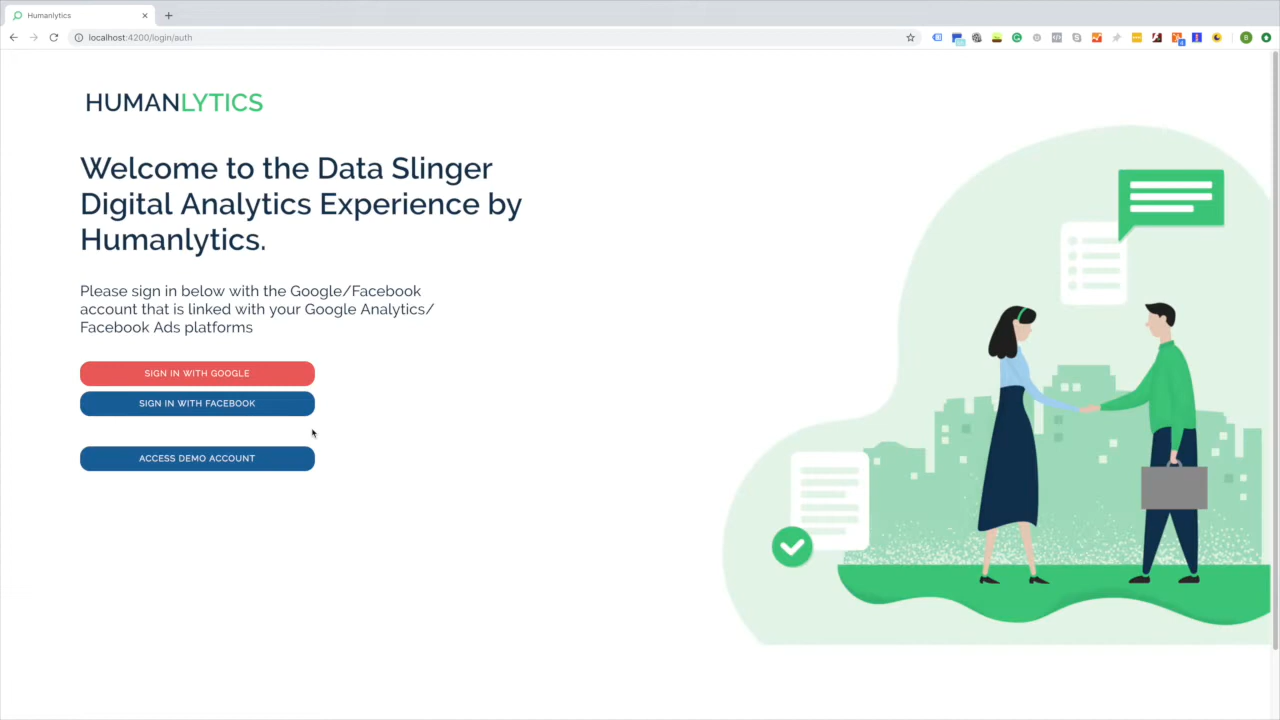 Humanlytics
localhost:4200/login/auth
HUMANLYTICS
Welcome to the Data Slinger
Digital Analytics Experience by
Humanlytics.
Please sign in below with the Google/Facebook
account that is linked with your Google Analytics/
Facebook Ads platforms
SIGN IN WITH GOOGLE
SIGN IN WITH FACEBOOK
ACCESS DEMO ACCOUNT